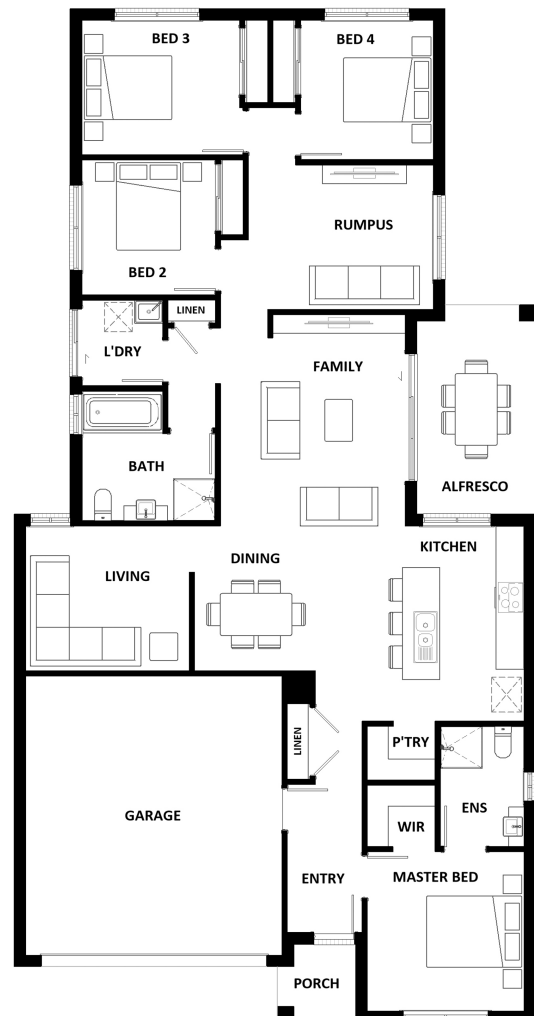 BED 3
BED 4
RUMPUS
BED 2
LINEN
L'DRY
FAMILY
BATH
ALFRESCO
KITCHEN
DINING
LIVING
LINEN
P'TRY
GARAGE
WIR
ENS
ENTRY
MASTER BED
PORCH